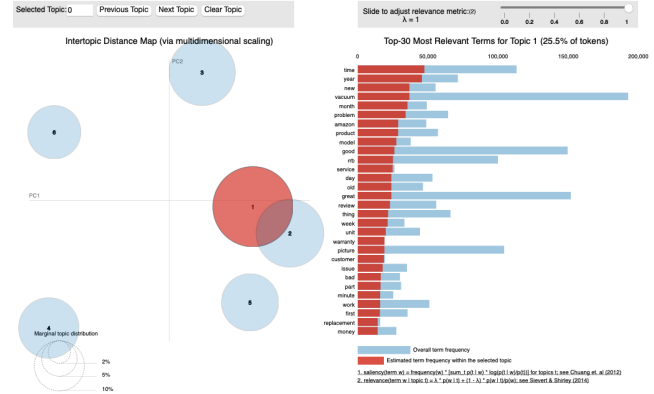 Selected Topic: 0 Previous Topic Next Topic Clear Topic
Slide to adjust relevance metric:(2)
λ = 1
0.0 0.2 0.4 0.6 0.8 1
Intertopic Distance Map (via multidimensional scaling)
PC2
PC1
3
6
1
2
5
4
Marginal topic distribution
2%
5%
10%
Top-30 Most Relevant Terms for Topic 1 (25.5% of tokens)
0 50,000 100,000 150,000 200,000
time
year
new
vacuum
month
problem
amazon
product
model
good
nb
service
day
old
great
review
thing
week
unit
warranty
picture
customer
issue
bad
part
minute
work
first
replacement
money
Overall term frequency
Estimated term frequency within the selected topic
1. saliency(term w) = frequency(w) * [sum_t p(t | w) * log(p(t | w)/p(t))] for topics t; see Chuang et. al (2012)
2. relevance(term w | topic t) = λ * p(w | t) + (1 - λ) * p(w | t)/p(w); see Sievert & Shirley (2014)